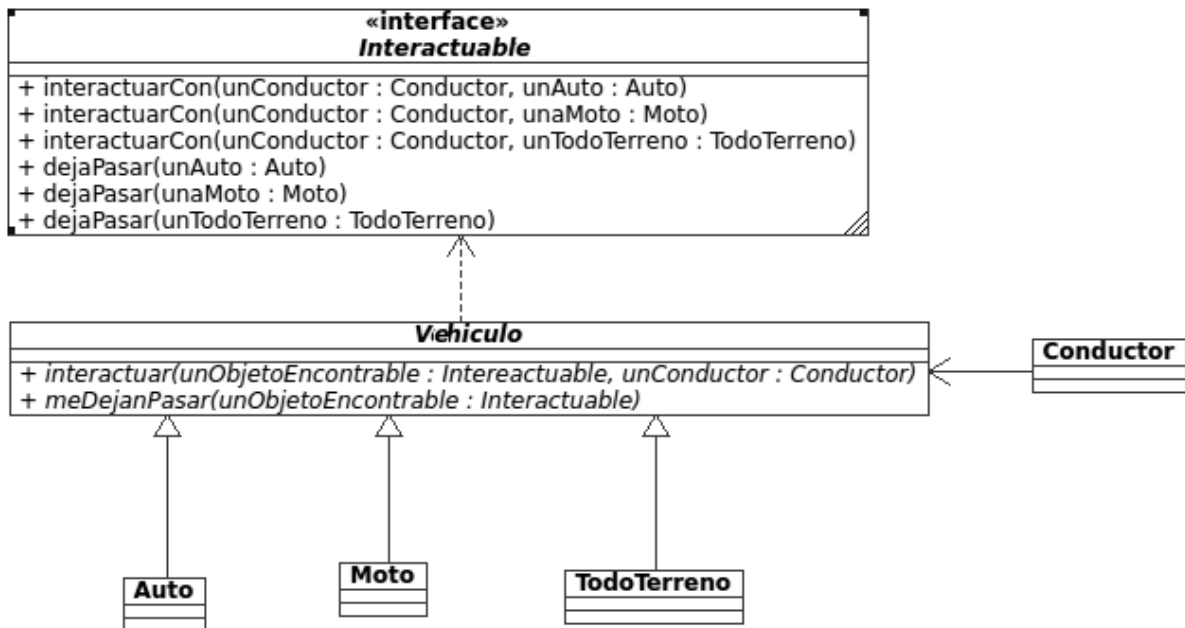 «interface»
Interactuable
+ interactuarCon(unConductor : Conductor, unAuto : Auto)
+ interactuarCon(unConductor : Conductor, unaMoto : Moto)
+ interactuarCon(unConductor : Conductor, unTodoTerreno : TodoTerreno)
+ dejaPasar(unAuto : Auto)
+ dejaPasar(unaMoto : Moto)
+ dejaPasar(unTodoTerreno : TodoTerreno)
Vehiculo
+ interactuar(unObjetoEncontrable : Intereactuable, unConductor : Conductor)
+ meDejanPasar(unObjetoEncontrable : Interactuable)
Conductor
Auto
Moto
TodoTerreno